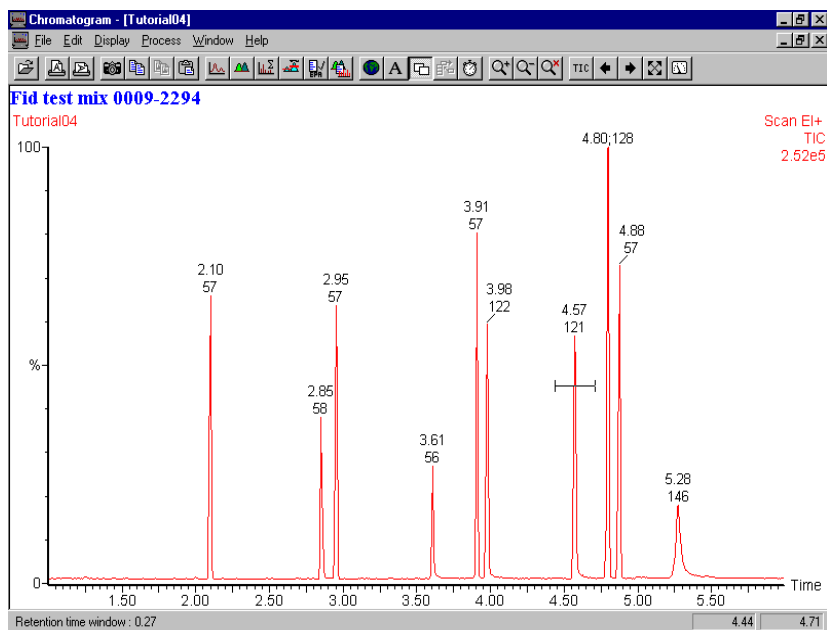 Chromatogram - [Tutorial04]
File Edit Display Process Window Help
EPA A TIC
Fid test mix 0009-2294
Tutorial04
Scan EI+
TIC
2.52e5
100
%
0
2.10
57
2.85
58
2.95
57
3.61
56
3.91
57
3.98
122
4.57
121
4.80;128
4.88
57
5.28
146
1.50 2.00 2.50 3.00 3.50 4.00 4.50 5.00 5.50 Time
Retention time window : 0.27 4.44 4.71